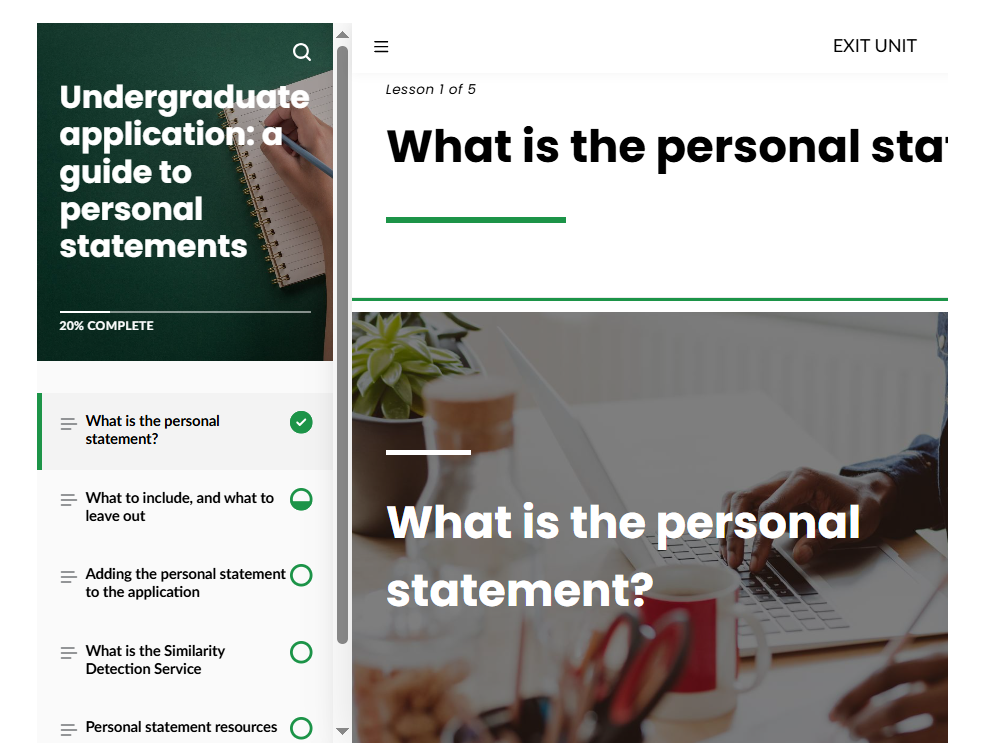 Undergraduate
application: a
guide to
personal
statements
20% COMPLETE
What is the personal
statement?
What to include, and what to
leave out
Adding the personal statement
to the application
What is the Similarity
Detection Service
Personal statement resources
EXIT UNIT
Lesson 1 of 5
What is the personal sta
What is the personal
statement?